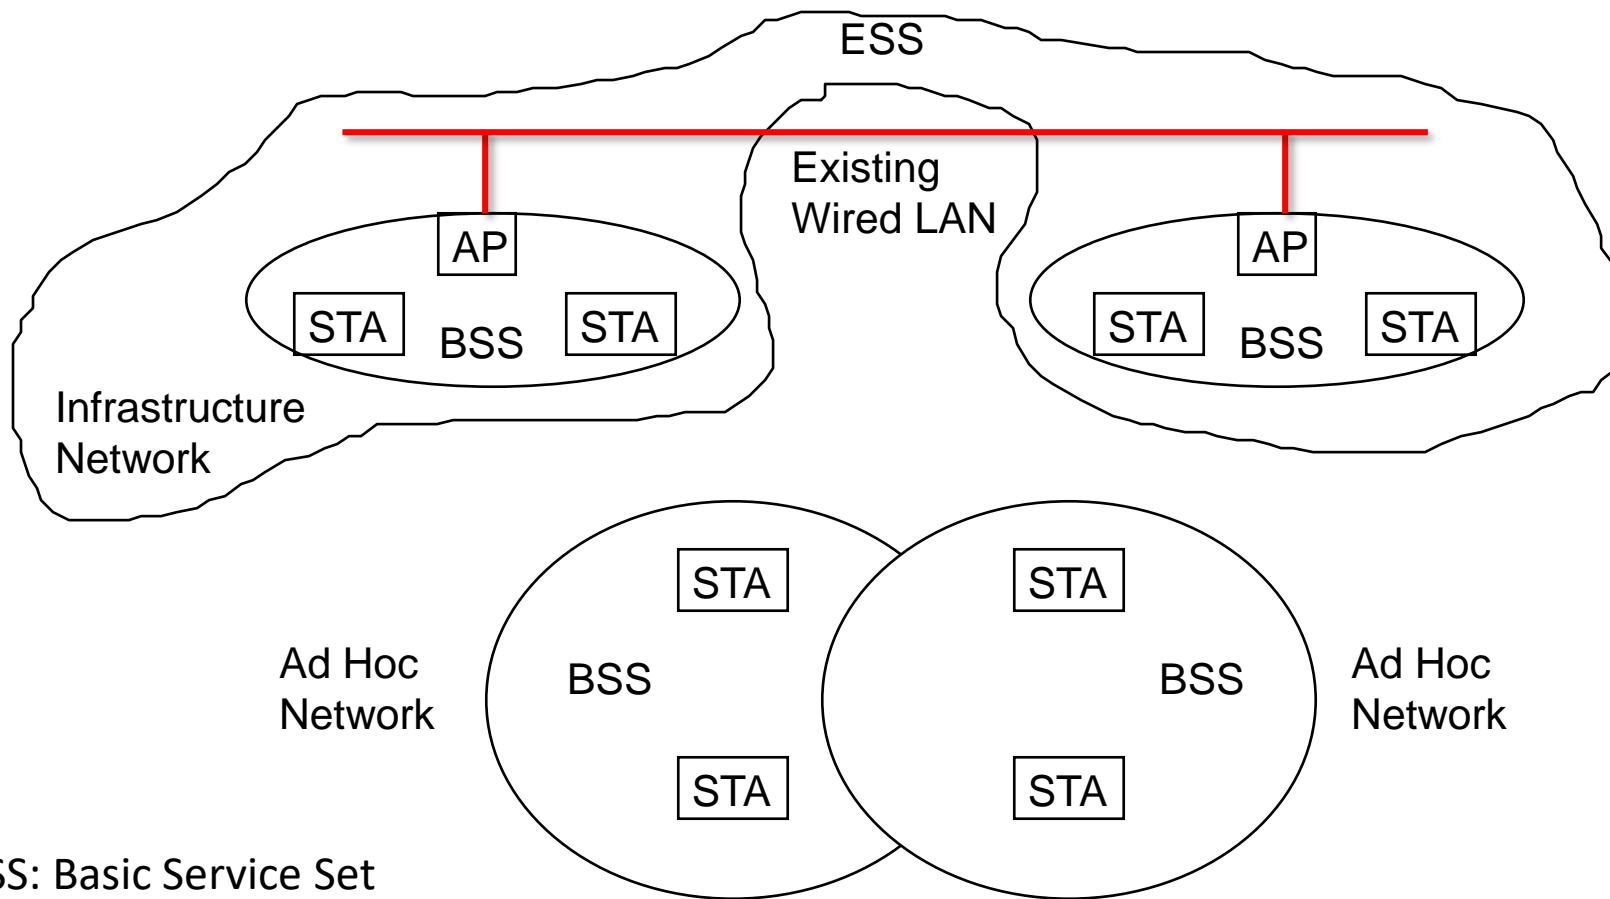 ESS
Existing
Wired LAN
AP
AP
STA
BSS
STA
STA
BSS
STA
Infrastructure
Network
STA
STA
Ad Hoc
Network
BSS
BSS
Ad Hoc
Network
STA
STA
SS: Basic Service Set